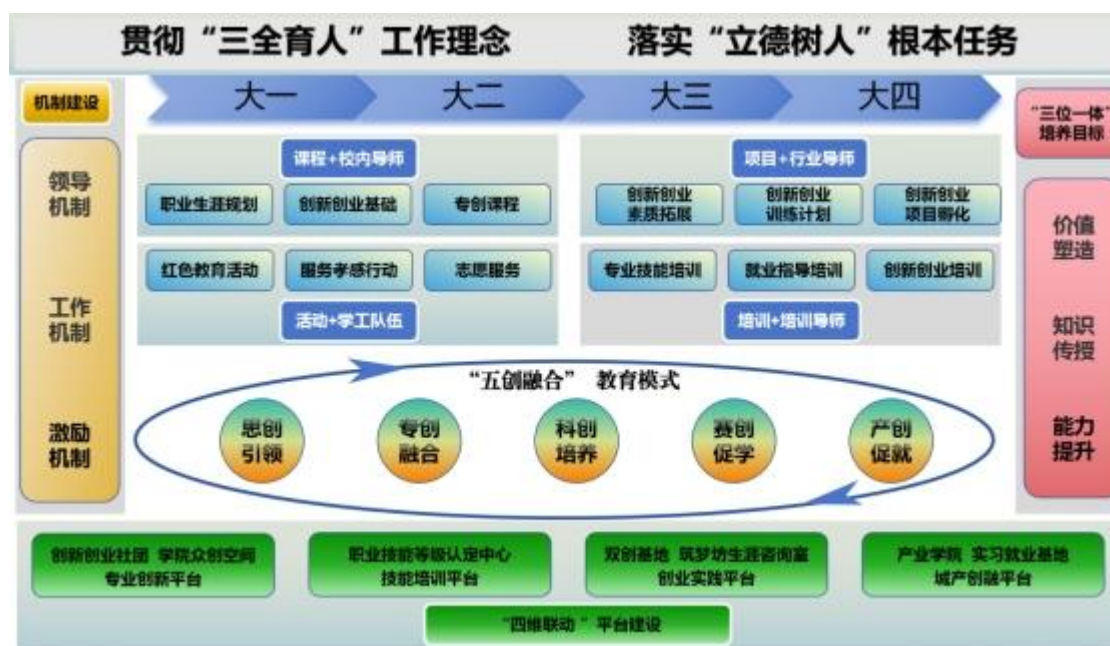 贯彻“三全育人”工作理念 落实“立德树人”根本任务
机制建设
领导
机制
工作
机制
激励
机制
大一 大二 大三 大四
课程+校内导师
职业生涯规划 创新创业基础 专创课程
红色教育活动 服务孝感行动 志愿服务
活动+学工队伍
项目+行业导师
创新创业
素质拓展
创新创业
训练计划
创新创业
项目孵化
专业技能培训 就业指导培训 创新创业培训
培训+培训导师
“五创融合” 教育模式
思创
引领
专创
融合
科创
培养
赛创
促学
产创
促就
“三位一体”
培养目标
价值
塑造
知识
传授
能力
提升
创新创业社团 学院众创空间
专业创新平台
职业技能等级认定中心
技能培训平台
双创基地 筑梦坊生涯咨询室
创业实践平台
产业学院 实习就业基地
城产创融平台
“四维联动 ”平台建设